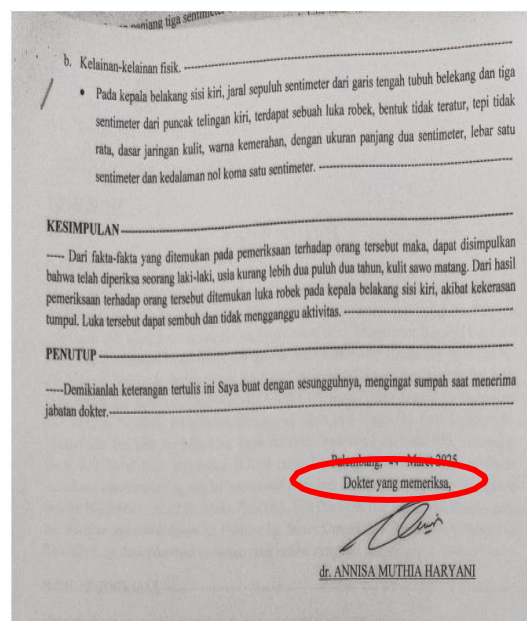 panjang tiga
b. Kelainan-kelainan fisik.
• Pada kepala belakang sisi kiri, jaral sepuluh sentimeter dari garis tengah tubuh belekang dan tiga
sentimeter dari puncak telingan kiri, terdapat sebuah luka robek, bentuk tidak teratur, tepi tidak
rata, dasar jaringan kulit, warna kemerahan, dengan ukuran panjang dua sentimeter, lebar satu
sentimeter dan kedalaman nol koma satu sentimeter.
KESIMPULAN
---- Dari fakta-fakta yang ditemukan pada pemeriksaan terhadap orang tersebut maka, dapat disimpulkan
bahwa telah diperiksa seorang laki-laki, usia kurang lebih dua puluh dua tahun, kulit sawo matang. Dari hasil
pemeriksaan terhadap orang tersebut ditemukan luka robek pada kepala belakang sisi kiri, akibat kekerasan
tumpul. Luka tersebut dapat sembuh dan tidak mengganggu aktivitas.
PENUTUP
-----Demikianlah keterangan tertulis ini Saya buat dengan sesungguhnya, mengingat sumpah saat menerima
jabatan dokter.
Palembang, Maret 2025
Dokter yang memeriksa,
dr. ANNISA MUTHIA HARYANI